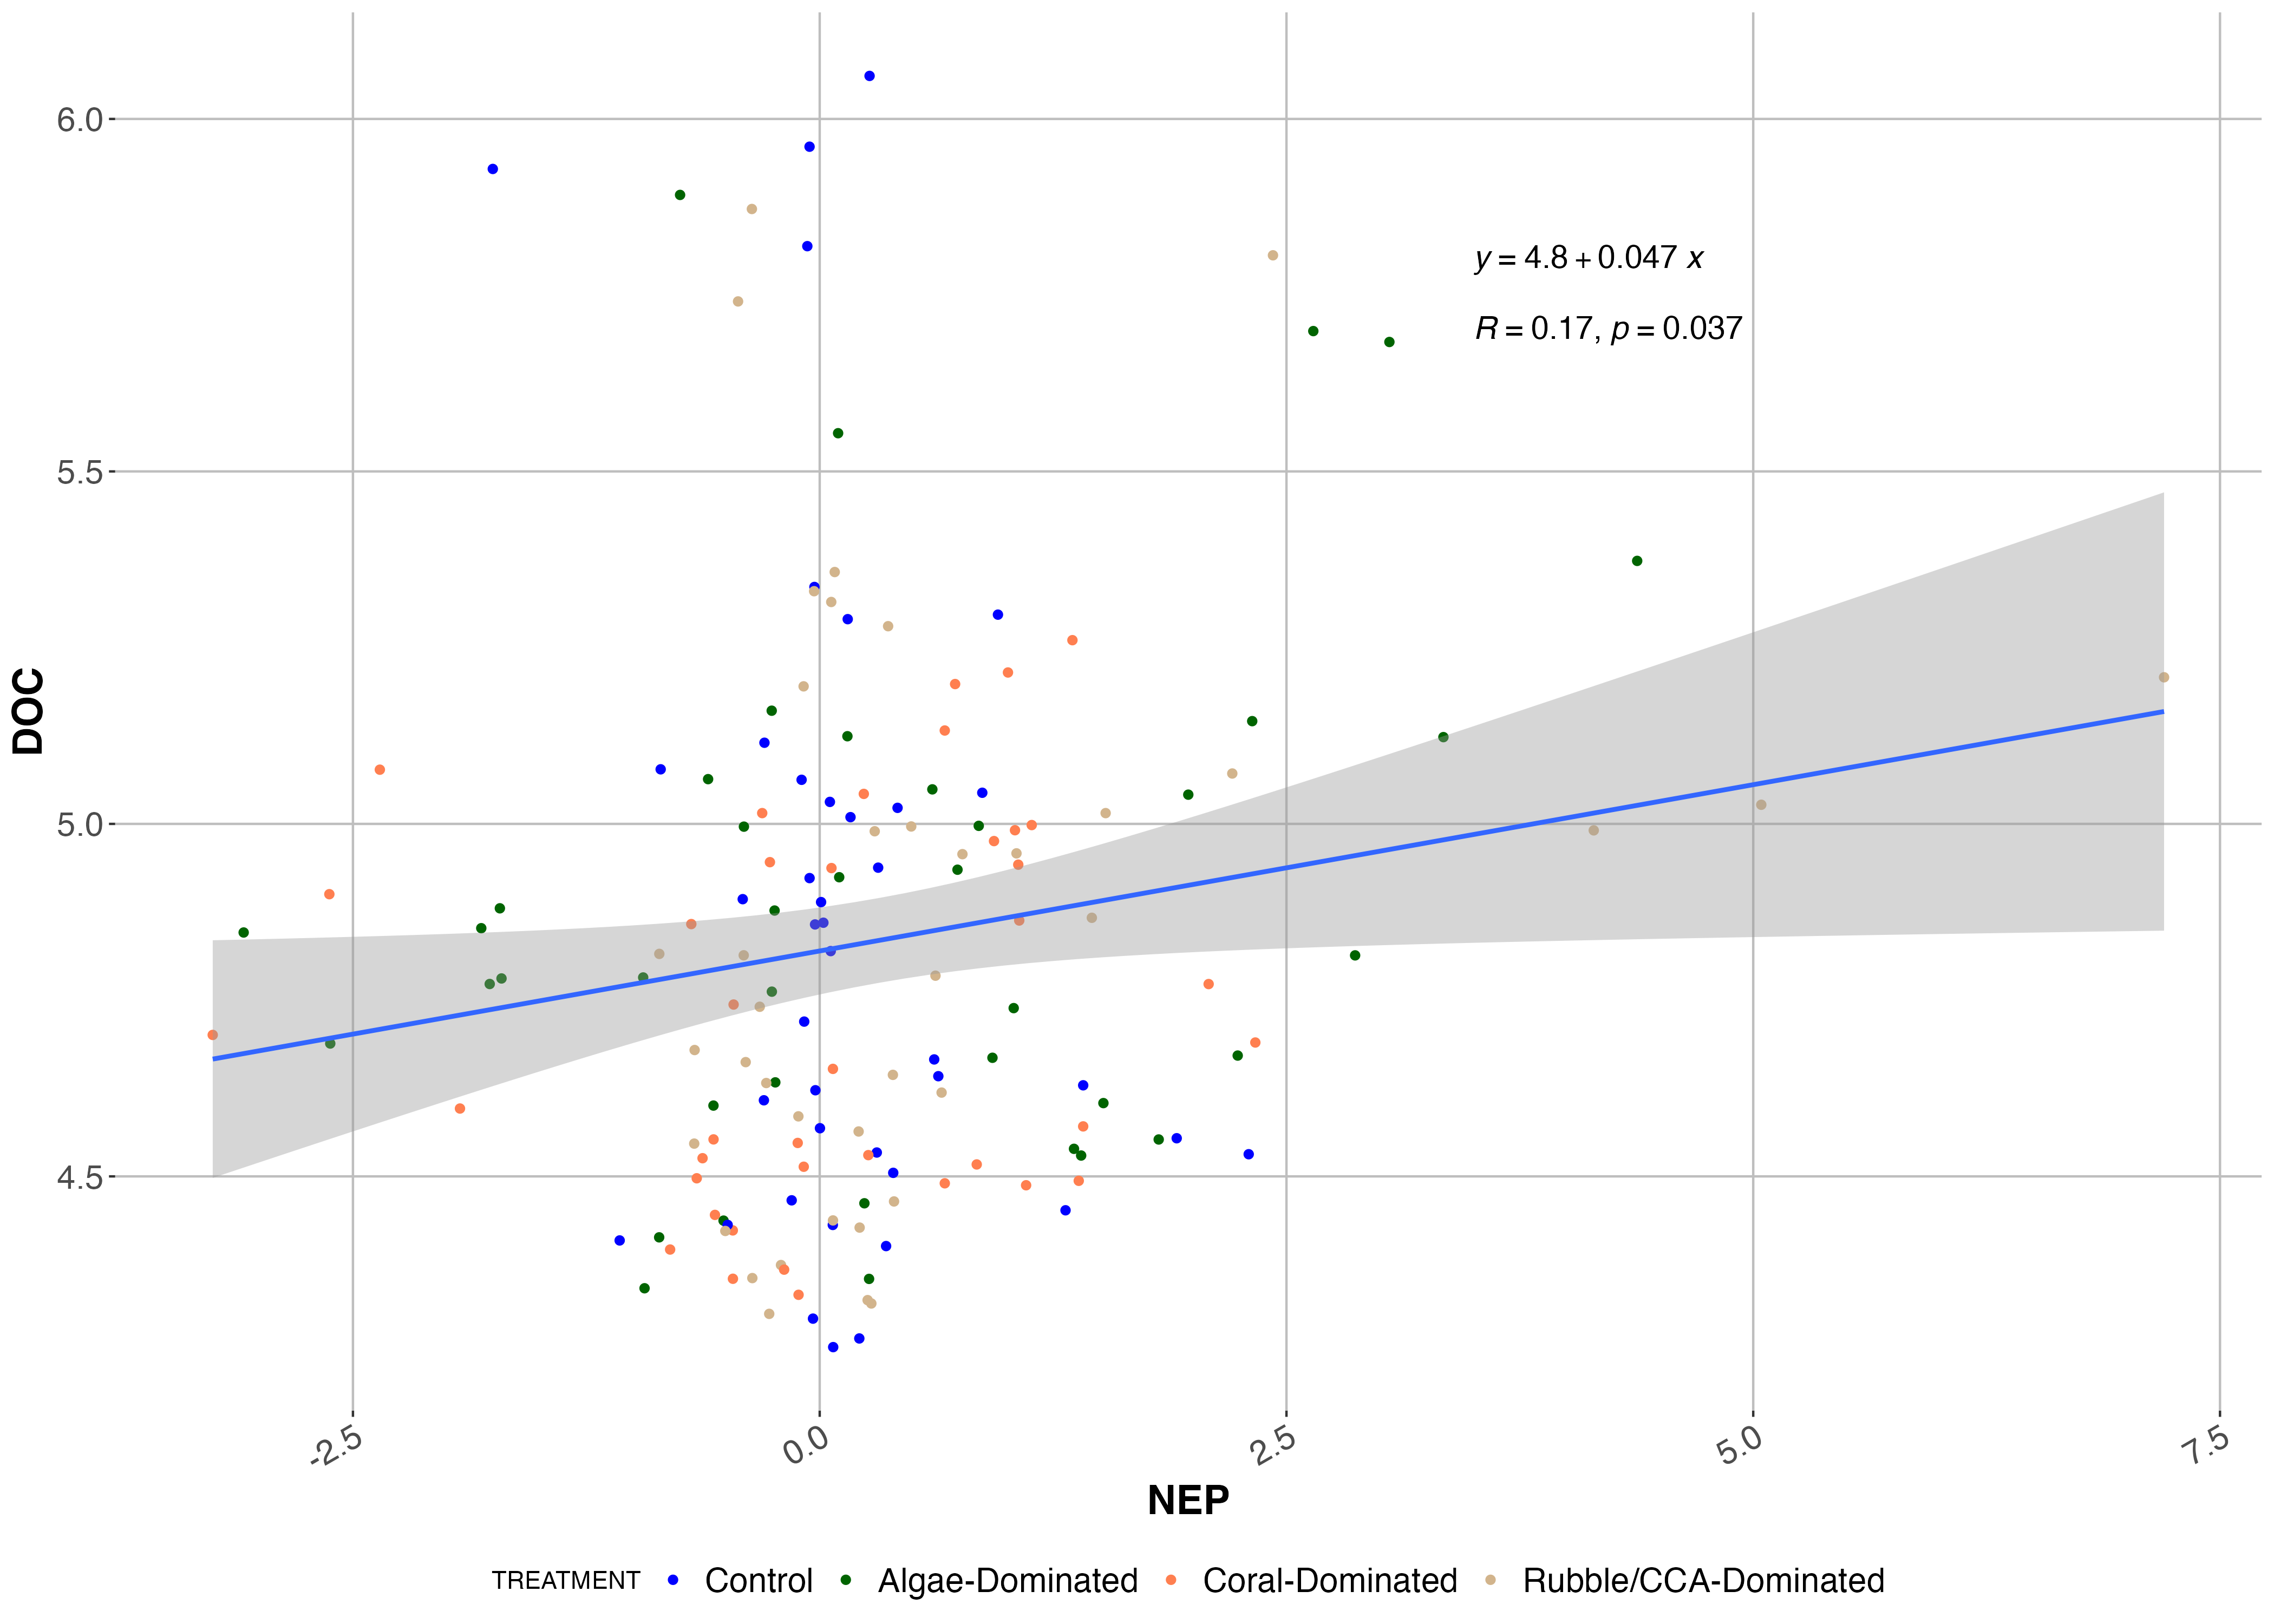 6.0
5.5
5.0
4.5
DOC
y = 4.8 + 0.047 x
R = 0.17, p = 0.037
-2.5 0.0 2.5 5.0 7.5
NEP
TREATMENT Control Algae-Dominated Coral-Dominated Rubble/CCA-Dominated